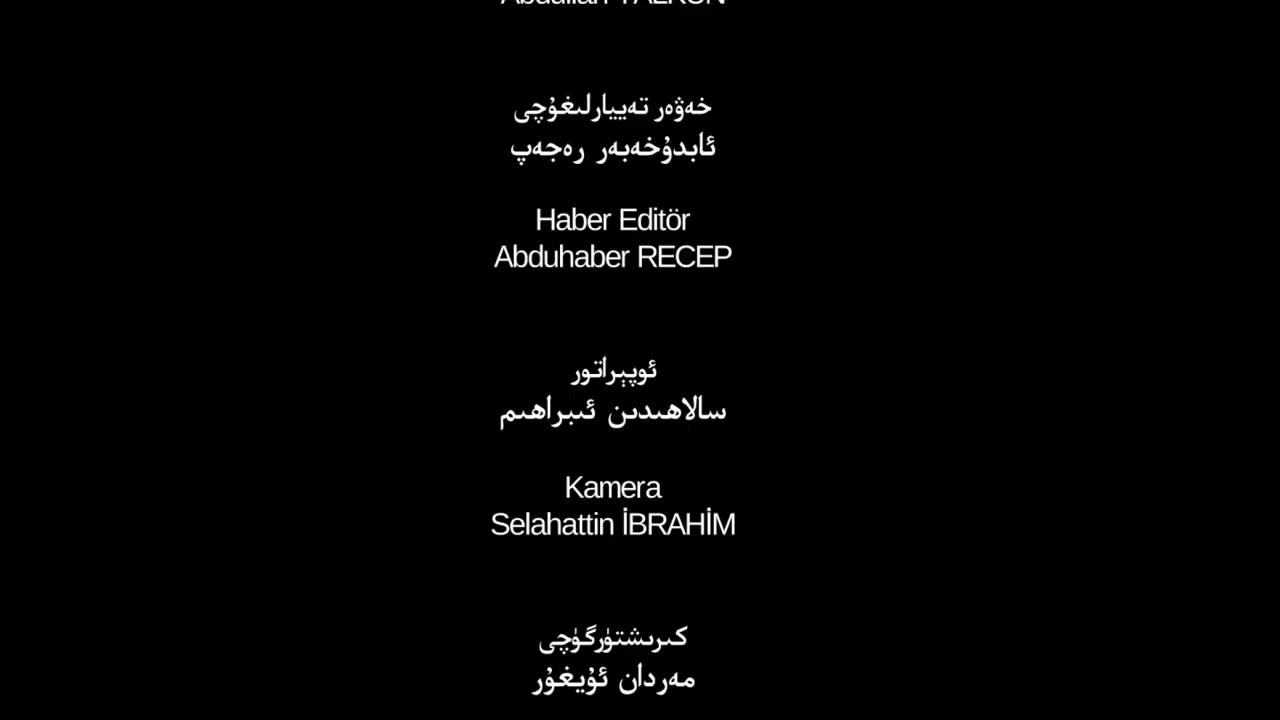 خەۋەر تەييارلىغۇچى
ئابدۇخەبەر رەجەپ
Haber Editör
Abduhaber RECEP
ئوپېراتور
سالاھىدىن ئىبراھىم
Kamera
Selahattin İBRAHİM
كىرىشتۈرگۈچى
مەردان ئۇيغۇر